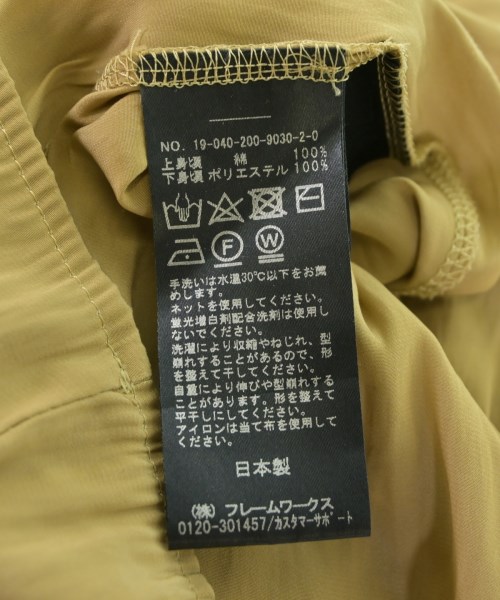 NO. 19-040-200-9030-2-0
上身頃 綿 100%
下身頃 ポリエステル 100%
F W
手洗いは水温30℃以下をお薦
めします。
ネットを使用してください。
蛍光増白剤配合洗剤は使用し
ないでください。
洗濯により収縮やねじれ、型
崩れすることがあるので、形
を整えて干してください。
自重により伸びや型崩れする
ことがあります。形を整えて
平干しにしてください。
アイロンは当て布を使用して
ください。
日本製
(株) フレームワークス
0120-301457/カスタマーサポート